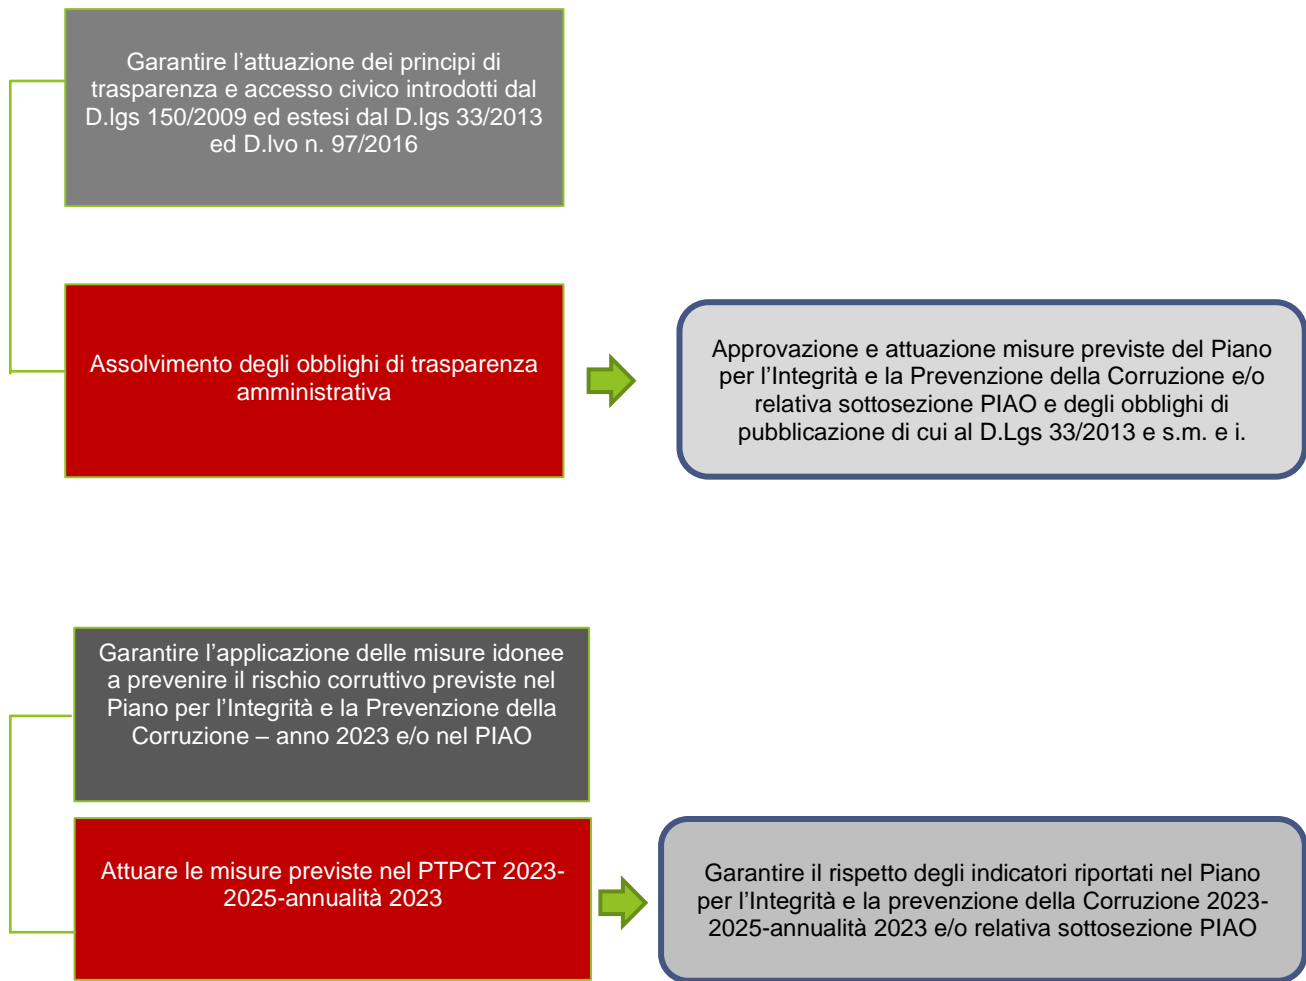 Garantire l’attuazione dei principi di
trasparenza e accesso civico introdotti dal
D.lgs 150/2009 ed estesi dal D.lgs 33/2013
ed D.lvo n. 97/2016
Assolvimento degli obblighi di trasparenza
amministrativa
Approvazione e attuazione misure previste del Piano
per l’Integrità e la Prevenzione della Corruzione e/o
relativa sottosezione PIAO e degli obblighi di
pubblicazione di cui al D.Lgs 33/2013 e s.m. e i.
Garantire l’applicazione delle misure idonee
a prevenire il rischio corruttivo previste nel
Piano per l’Integrità e la Prevenzione della
Corruzione – anno 2023 e/o nel PIAO
Attuare le misure previste nel PTPCT 2023-
2025-annualità 2023
Garantire il rispetto degli indicatori riportati nel Piano
per l’Integrità e la prevenzione della Corruzione 2023-
2025-annualità 2023 e/o relativa sottosezione PIAO